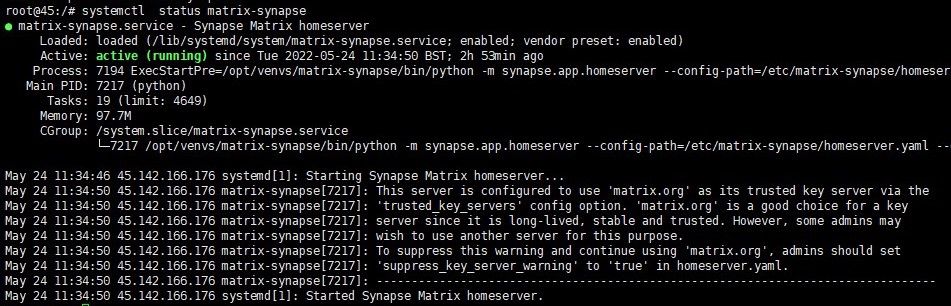 root@45:/# systemctl  status matrix-synapse
● matrix-synapse.service - Synapse Matrix homeserver
Loaded: loaded (/lib/systemd/system/matrix-synapse.service; enabled; vendor preset: enabled)
Active: active (running) since Tue 2022-05-24 11:34:50 BST; 2h 53min ago
Process: 7194 ExecStartPre=/opt/venvs/matrix-synapse/bin/python -m synapse.app.homeserver --config-path=/etc/matrix-synapse/homeser
Main PID: 7217 (python)
Tasks: 19 (limit: 4649)
Memory: 97.7M
CGroup: /system.slice/matrix-synapse.service
└─7217 /opt/venvs/matrix-synapse/bin/python -m synapse.app.homeserver --config-path=/etc/matrix-synapse/homeserver.yaml --
May 24 11:34:46 45.142.166.176 systemd[1]: Starting Synapse Matrix homeserver...
May 24 11:34:50 45.142.166.176 matrix-synapse[7217]: This server is configured to use 'matrix.org' as its trusted key server via the
May 24 11:34:50 45.142.166.176 matrix-synapse[7217]: 'trusted_key_servers' config option. 'matrix.org' is a good choice for a key
May 24 11:34:50 45.142.166.176 matrix-synapse[7217]: server since it is long-lived, stable and trusted. However, some admins may
May 24 11:34:50 45.142.166.176 matrix-synapse[7217]: wish to use another server for this purpose.
May 24 11:34:50 45.142.166.176 matrix-synapse[7217]: To suppress this warning and continue using 'matrix.org', admins should set
May 24 11:34:50 45.142.166.176 matrix-synapse[7217]: 'suppress_key_server_warning' to 'true' in homeserver.yaml.
May 24 11:34:50 45.142.166.176 matrix-synapse[7217]: --------------------------------------------------------------------------------
May 24 11:34:50 45.142.166.176 systemd[1]: Started Synapse Matrix homeserver.